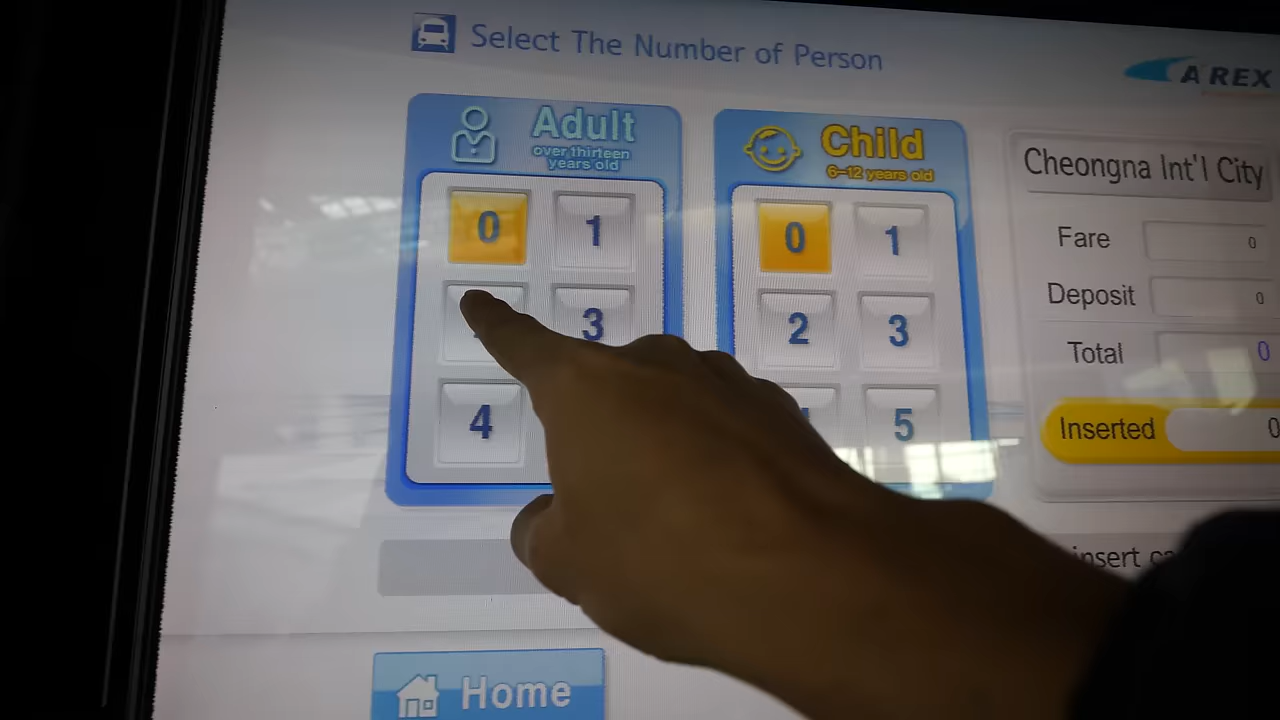 Select The Number of Person
AREX
Adult
over thirteen
years old
0 1
3
4
Child
6-12 years old
0 1
2 3
5
Cheongna Int'l City
Fare 0
Deposit 0
Total 0
Inserted 0
insert
Home